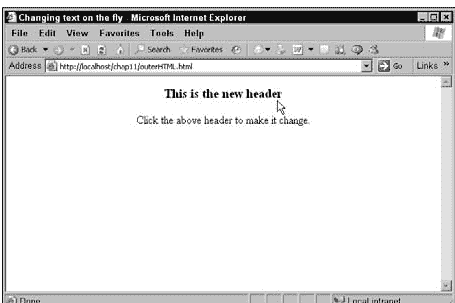 Changing text on the fly - Microsoft Internet Explorer
File Edit View Favorites Tools Help
Back Search Favorites
Address http://localhost/chap11/outerHTML.html Go Links »
This is the new header
Click the above header to make it change.
Done Local intranet